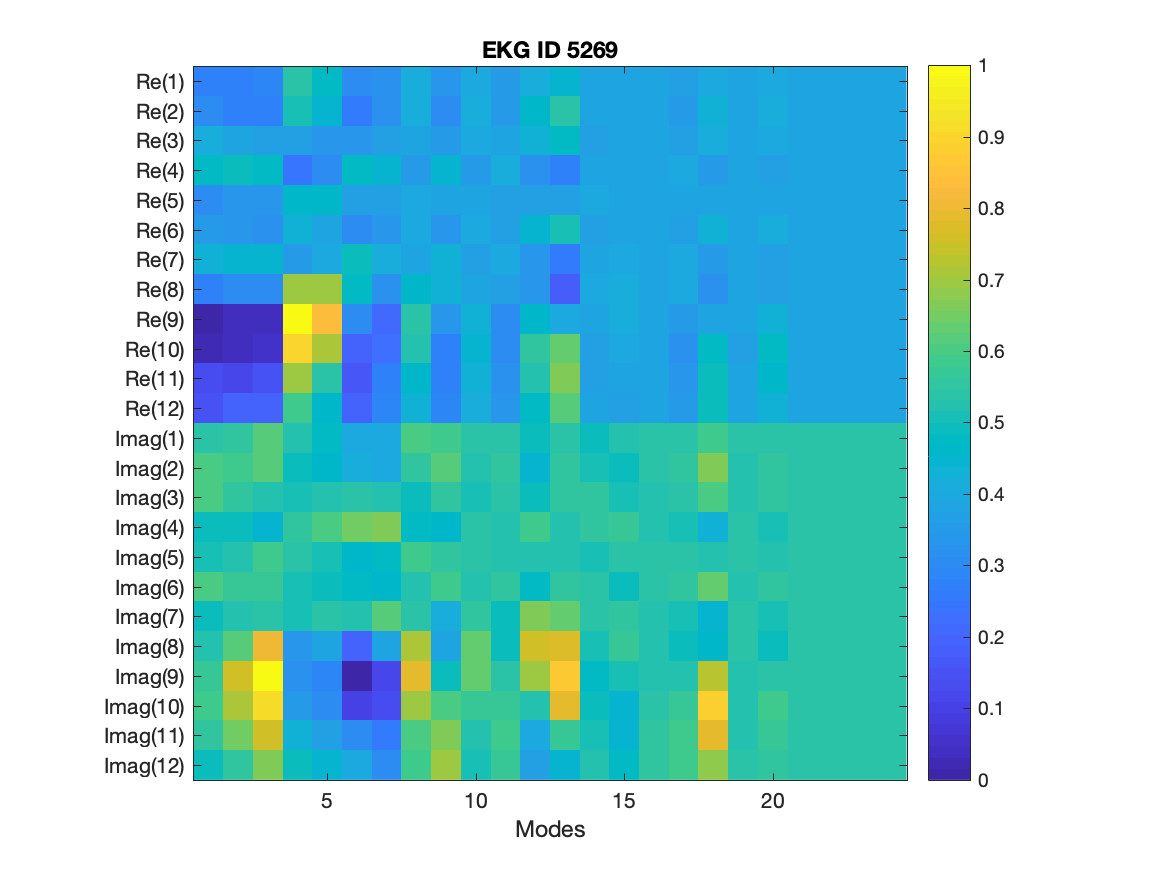 EKG ID 5269
Re(1)
Re(2)
Re(3)
Re(4)
Re(5)
Re(6)
Re(7)
Re(8)
Re(9)
Re(10)
Re(11)
Re(12)
Imag(1)
Imag(2)
Imag(3)
Imag(4)
Imag(5)
Imag(6)
Imag(7)
Imag(8)
Imag(9)
Imag(10)
Imag(11)
Imag(12)
5 10 15 20
Modes
1
0.9
0.8
0.7
0.6
0.5
0.4
0.3
0.2
0.1
0